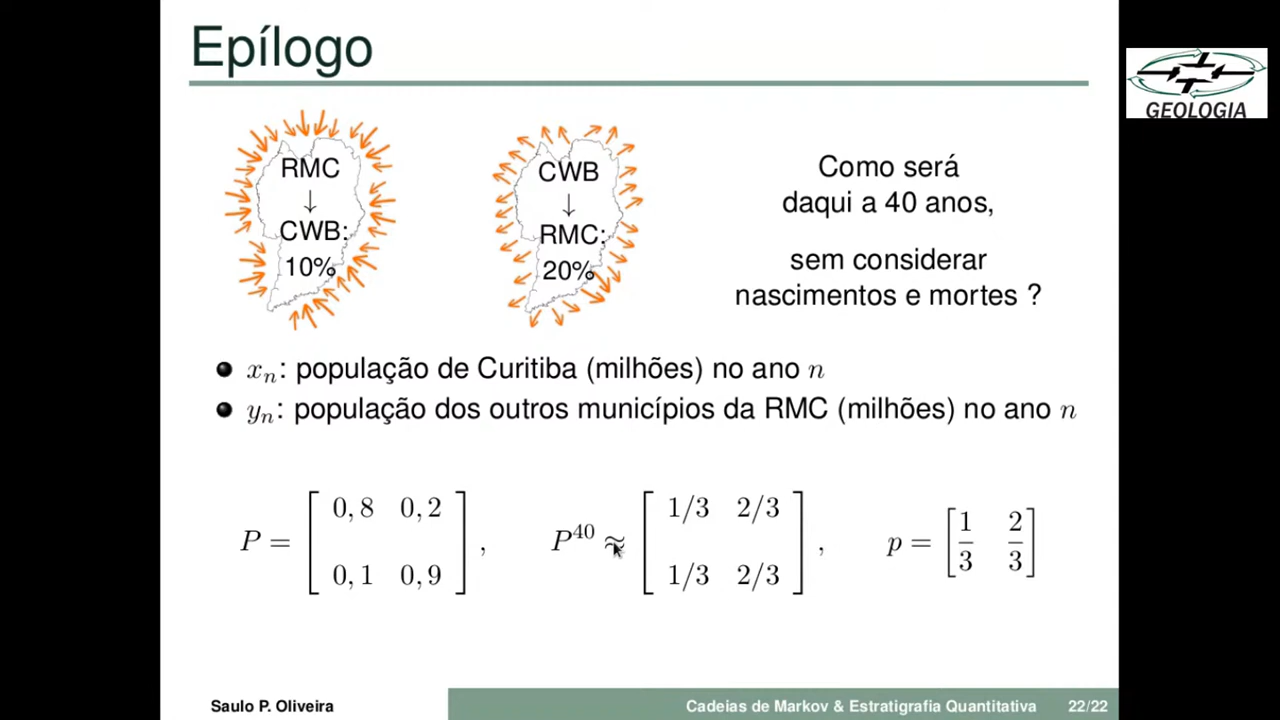 Epílogo
GEOLOGIA
RMC
↓
CWB:
10%
CWB
↓
RMC:
20%
Como será
daqui a 40 anos,
sem considerar
nascimentos e mortes ?
xₙ: população de Curitiba (milhões) no ano n
yₙ: população dos outros municípios da RMC (milhões) no ano n
P = [ 0,8 0,2 ; 0,1 0,9 ] , P⁴⁰ ≈ [ 1/3 2/3 ; 1/3 2/3 ] , p = [ 1/3 2/3 ]
Saulo P. Oliveira
Cadeias de Markov & Estratigrafia Quantitativa 22/22